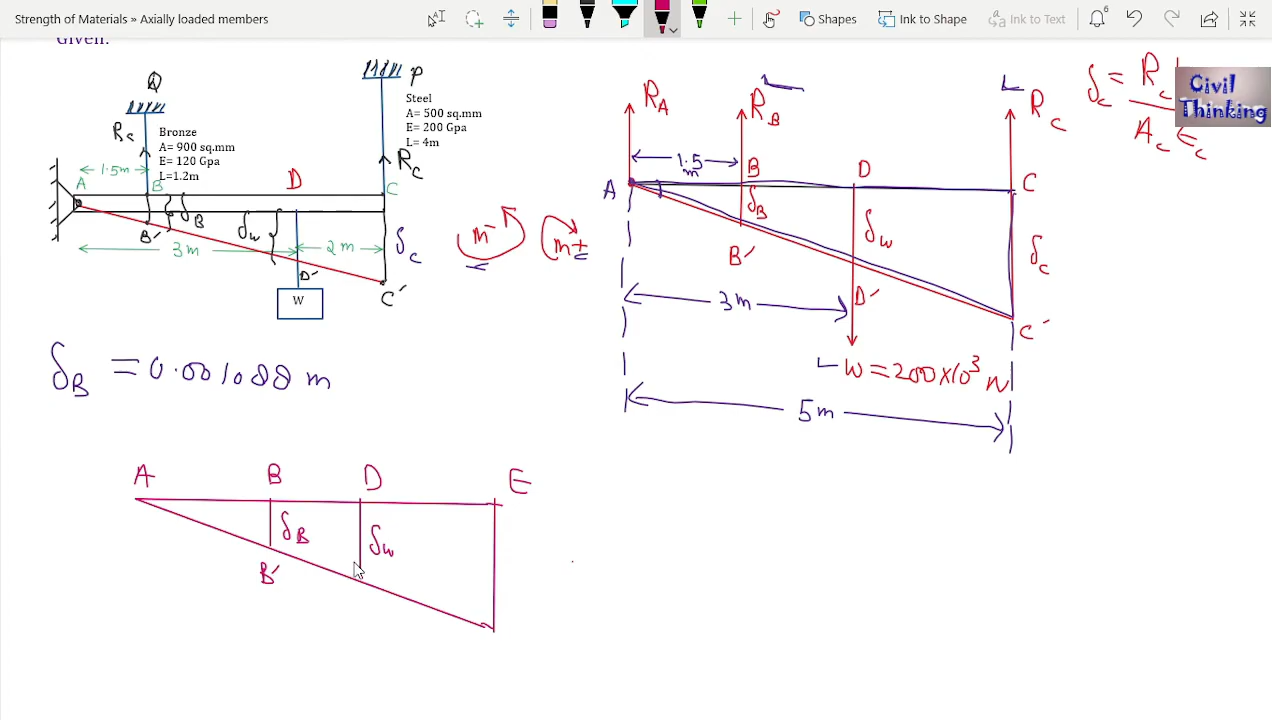 Strength of Materials » Axially loaded members
Shapes
Ink to Shape
Ink to Text
6
Given:
Q
P
Steel
A= 500 sq.mm
E= 200 Gpa
L= 4m
Rc
Bronze
A= 900 sq.mm
E= 120 Gpa
L=1.2m
Rc
1.5m
A
B
D
C
δB
B'
δw
3m
2m
δc
D'
W
C'
m-
m+
RA
RB
Rc
1.5
m
A
B
D
C
δB
δw
δc
B'
D'
3m
C'
W = 200×10³ N
5m
δc = Rc
Ac Ec
Civil
Thinking
δB = 0.001088 m
A
B
D
E
δB
δw
B'